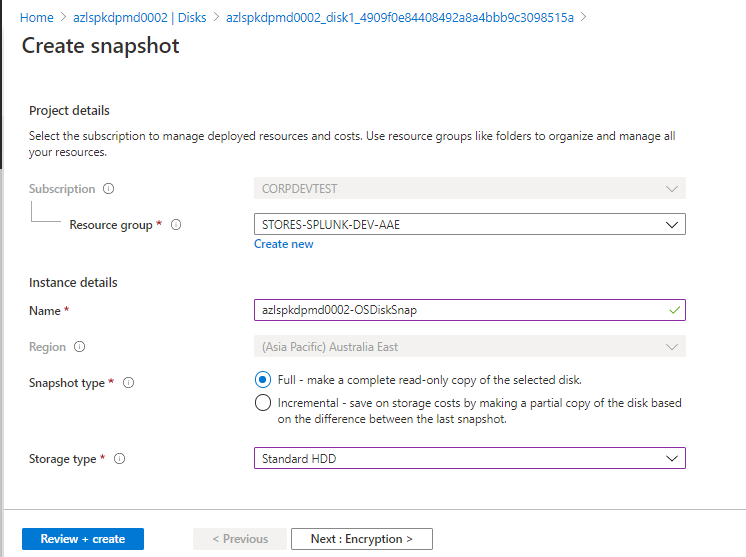 Home > azlspkdpmd0002 | Disks > azlspkdpmd0002_disk1_4909f0e84408492a8a4bbb9c3098515a >
Create snapshot
Project details
Select the subscription to manage deployed resources and costs. Use resource groups like folders to organize and manage all
your resources.
Subscription
CORPDEVTEST
Resource group *
STORES-SPLUNK-DEV-AAE
Create new
Instance details
Name *
azlspkdpmd0002-OSDiskSnap
Region
(Asia Pacific) Australia East
Snapshot type *
Full - make a complete read-only copy of the selected disk.
Incremental - save on storage costs by making a partial copy of the disk based
on the difference between the last snapshot.
Storage type *
Standard HDD
Review + create
< Previous
Next : Encryption >